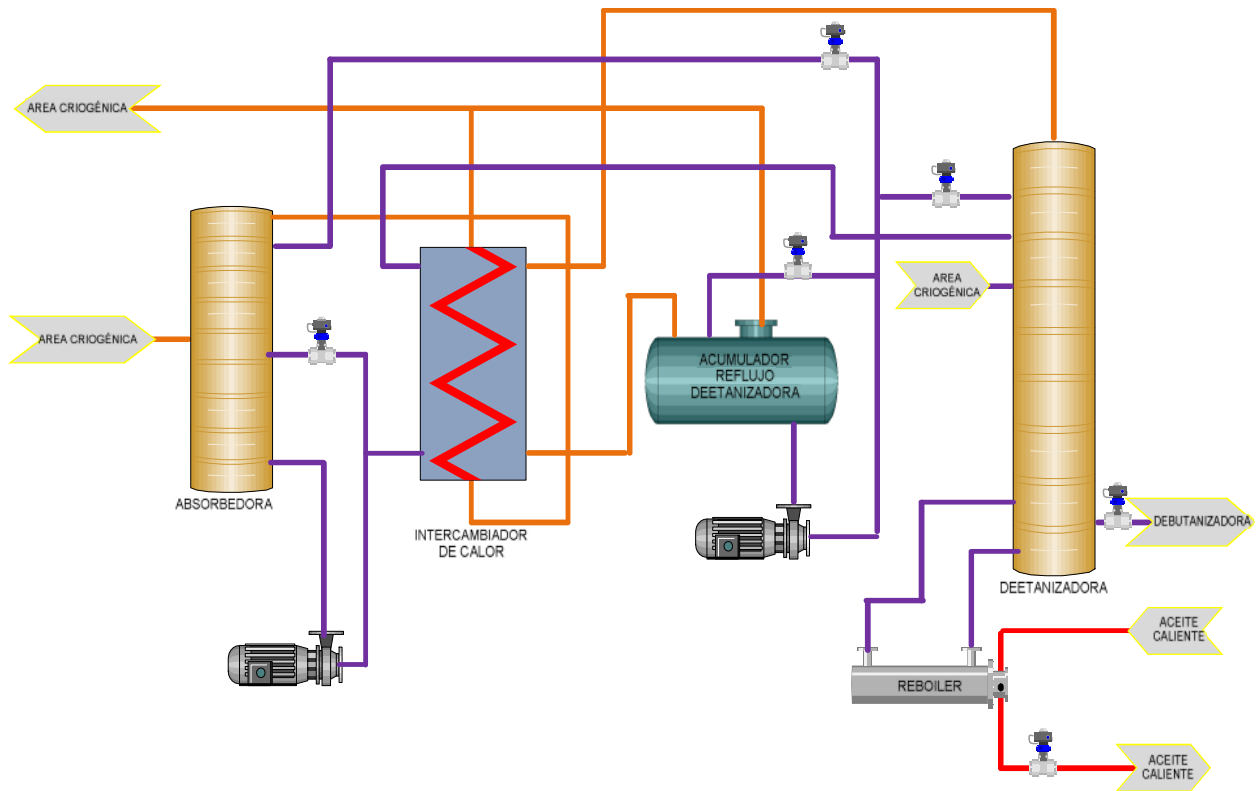 AREA CRIOGÉNICA
AREA
CRIOGÉNICA
AREA CRIOGÉNICA
ACUMULADOR
REFLUJO
DEETANIZADORA
ABSORBEDORA
INTERCAMBIADOR
DE CALOR
DEBUTANIZADORA
DEETANIZADORA
ACEITE
CALIENTE
REBOILER
ACEITE
CALIENTE